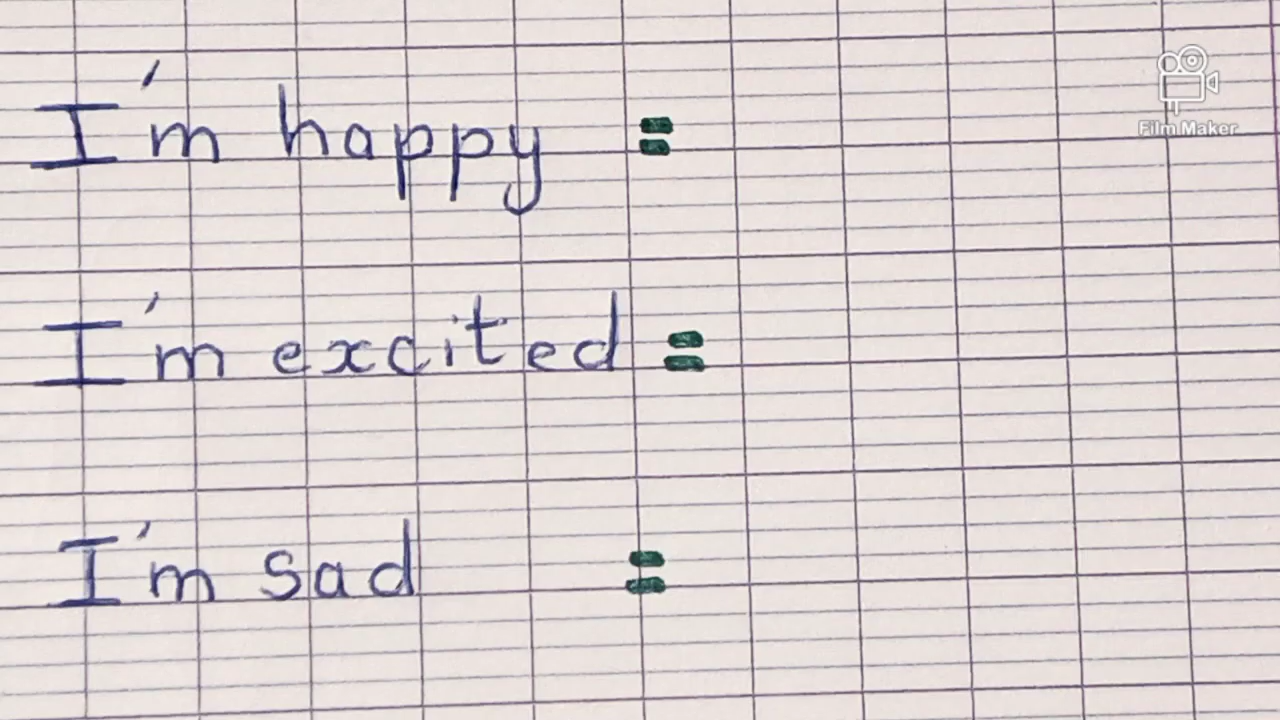 I'm happy =
Film Maker
I'm excited =
I'm sad =